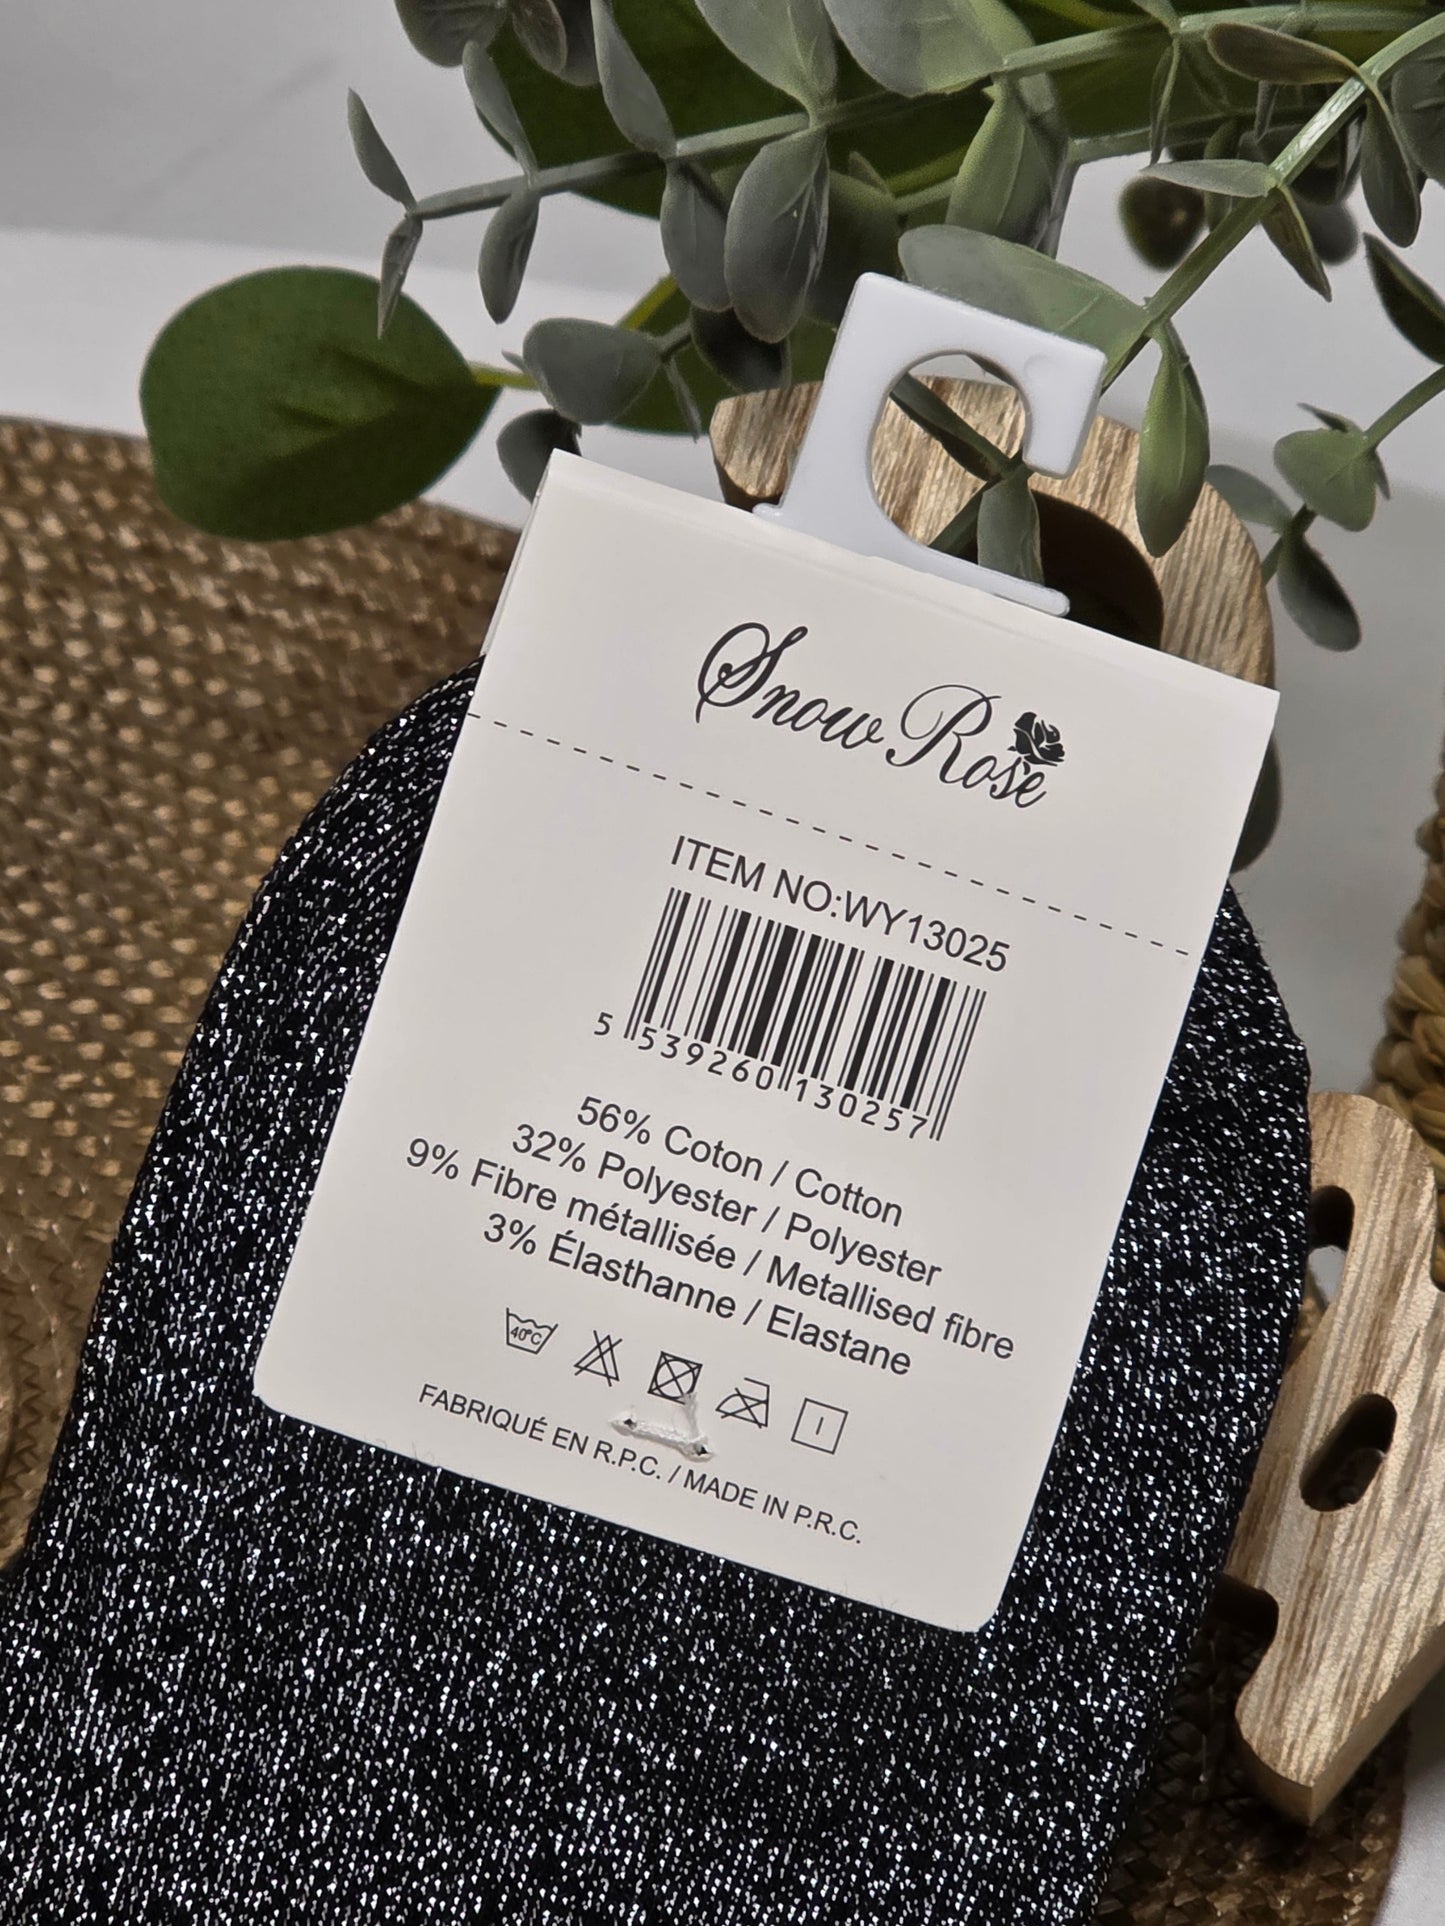 Snow Rose
ITEM NO:WY13025
5 539260 130257
56% Coton / Cotton
32% Polyester / Polyester
9% Fibre métallisée / Metallised fibre
3% Élasthanne / Elastane
40°C
FABRIQUÉ EN R.P.C. / MADE IN P.R.C.